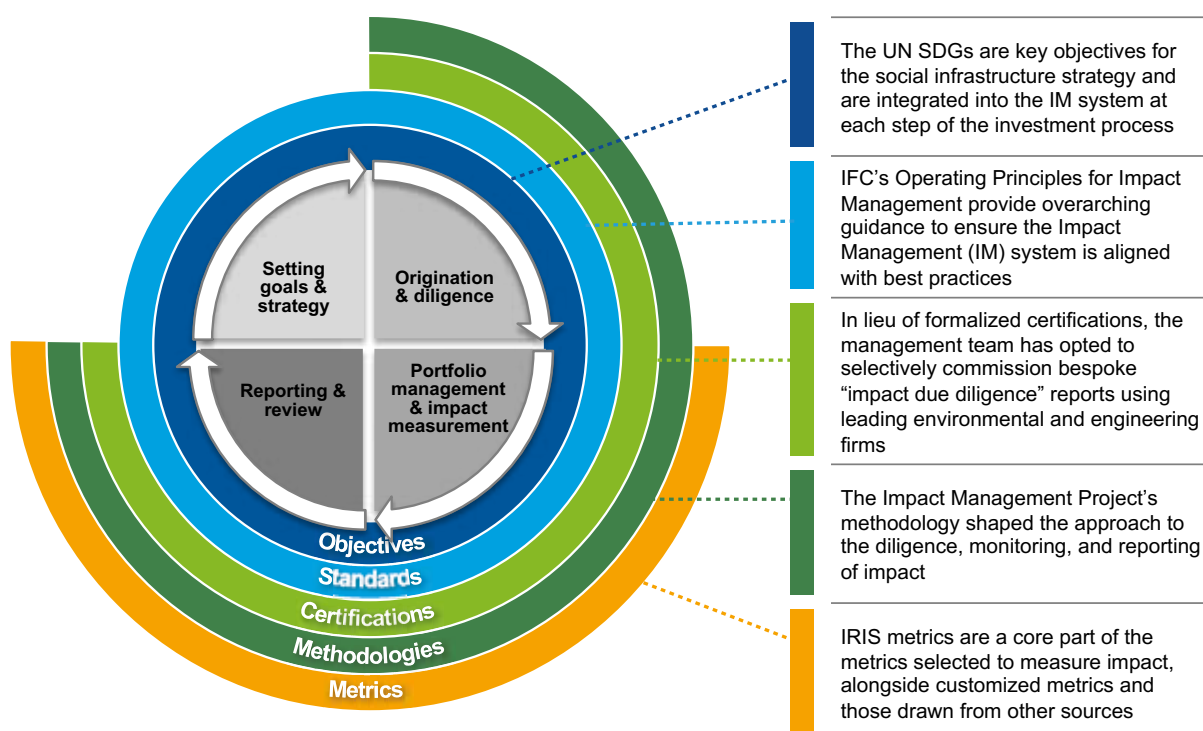 Setting
goals &
strategy
Origination
& diligence
Reporting &
review
Portfolio
management
& impact
measurement
Objectives
Standards
Certifications
Methodologies
Metrics
The UN SDGs are key objectives for
the social infrastructure strategy and
are integrated into the IM system at
each step of the investment process
IFC’s Operating Principles for Impact
Management provide overarching
guidance to ensure the Impact
Management (IM) system is aligned
with best practices
In lieu of formalized certifications, the
management team has opted to
selectively commission bespoke
“impact due diligence” reports using
leading environmental and engineering
firms
The Impact Management Project’s
methodology shaped the approach to
the diligence, monitoring, and reporting
of impact
IRIS metrics are a core part of the
metrics selected to measure impact,
alongside customized metrics and
those drawn from other sources